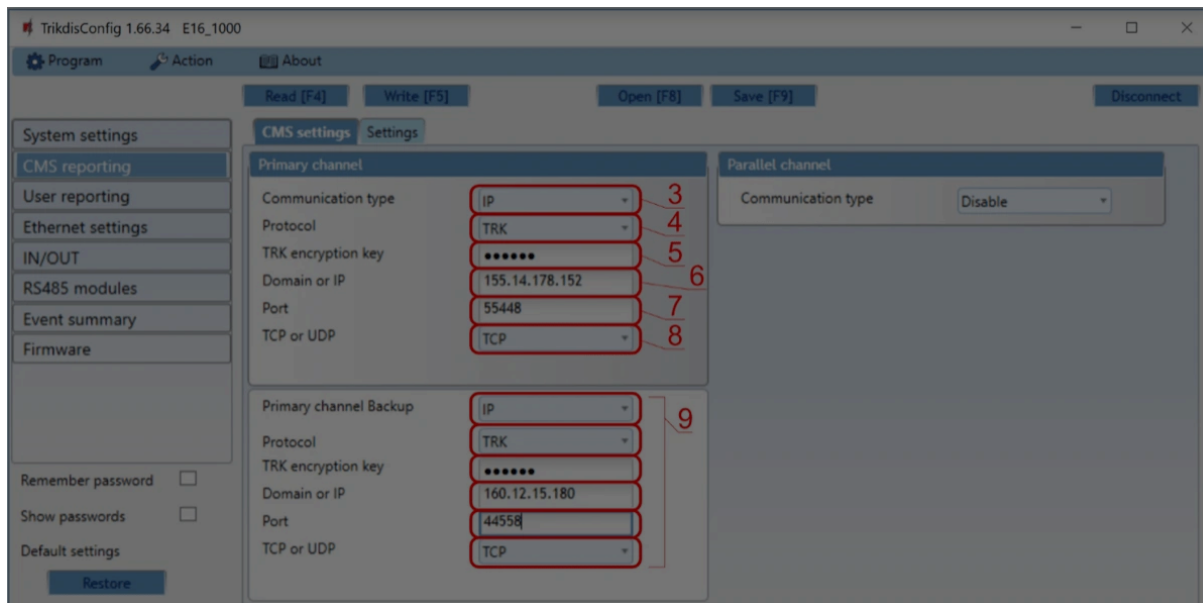 TrikdisConfig 1.66.34 E16_1000
Program Action About
Read [F4] Write [F5] Open [F8] Save [F9] Disconnect
System settings
CMS reporting
User reporting
Ethernet settings
IN/OUT
RS485 modules
Event summary
Firmware
Remember password
Show passwords
Default settings
Restore
CMS settings Settings
Primary channel
Communication type IP 3
Protocol TRK 4
TRK encryption key •••••• 5
Domain or IP 155.14.178.152 6
Port 55448 7
TCP or UDP TCP 8
Primary channel Backup IP
9
Protocol TRK
TRK encryption key ••••••
Domain or IP 160.12.15.180
Port 44558
TCP or UDP TCP
Parallel channel
Communication type Disable